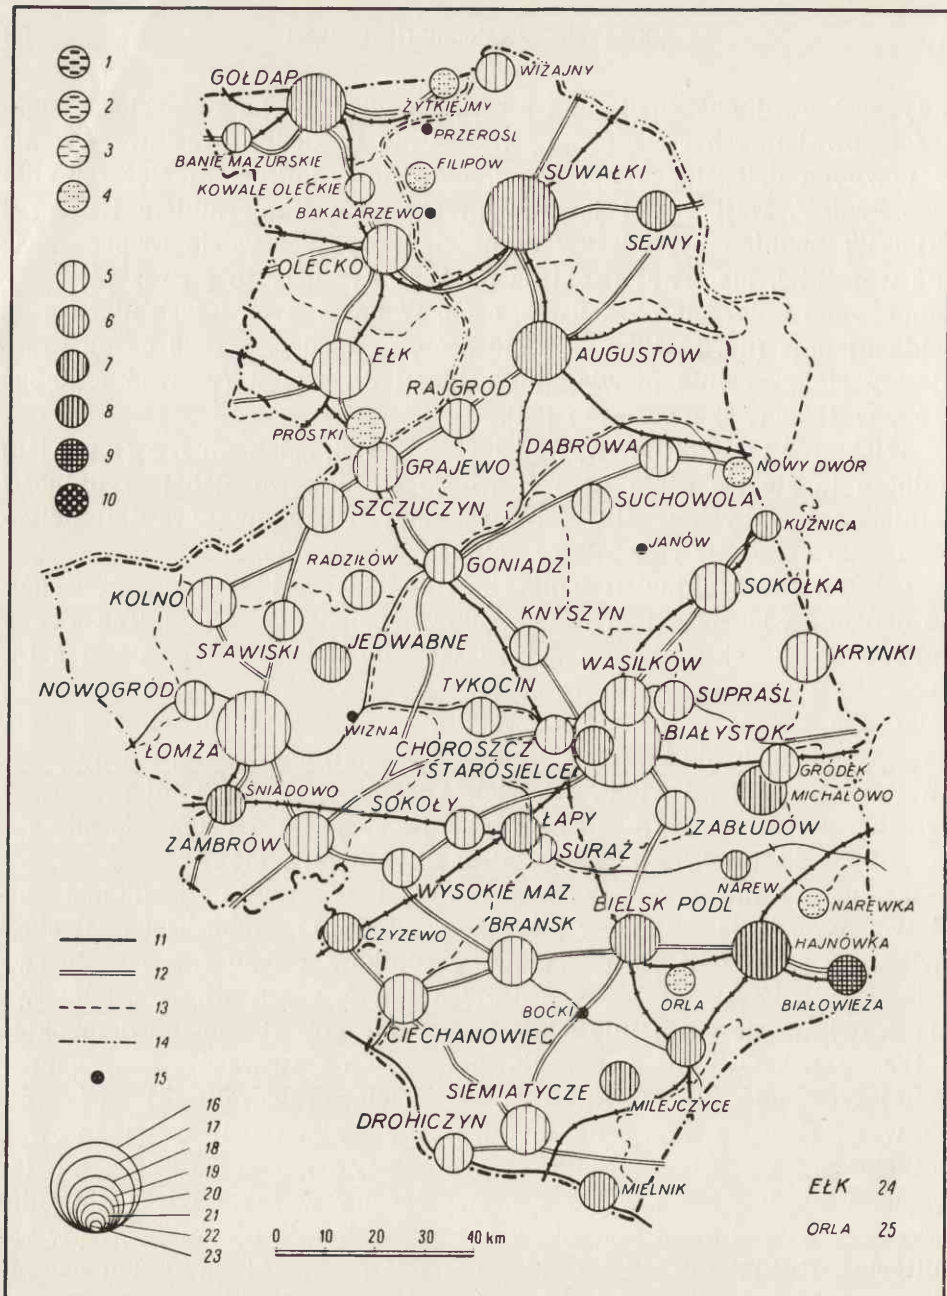 1
2
3
4
5
6
7
8
9
10
GOŁDAP
WIŻAJNY
ŻYTKIEJMY
PRZEROŚL
BANIE MAZURSKIE
FILIPÓW
SUWAŁKI
KOWALE OLECKIE
BAKAŁARZEWO
SEJNY
OLECKO
EŁK
AUGUSTÓW
RAJGRÓD
PROSTKI
DĄBROWA
GRAJEWO
NOWY DWÓR
SZCZUCZYN
SUCHOWOLA
KUŹNICA
JANÓW
RADZIŁÓW
GONIĄDZ
SOKÓŁKA
KOLNO
KNYSZYN
STAWISKI
JEDWABNE
KRYNKI
WASILKÓW
NOWOGRÓD
TYKOCIN
SUPRAŚL
WIZNA
BIAŁYSTOK
ŁOMŻA
CHOROSZCZ
STAROSIELCE
GRÓDEK
ŚNIADOWO
MICHAŁOWO
SOKOŁY
ŁAPY
ZABŁUDÓW
ZAMBRÓW
SURAŻ
NAREW
WYSOKIE MAZ.
BIELSK PODL
NAREWKA
BRAŃSK
CZYŻEWO
HAJNÓWKA
ORLA
BIAŁOWIEŻA
BOĆKI
CIECHANOWIEC
SIEMIATYCZE
MILEJCZYCE
DROHICZYN
MIELNIK
11
12
13
14
15
16
17
18
19
20
21
22
23
0 10 20 30 40 km
EŁK 24
ORLA 25